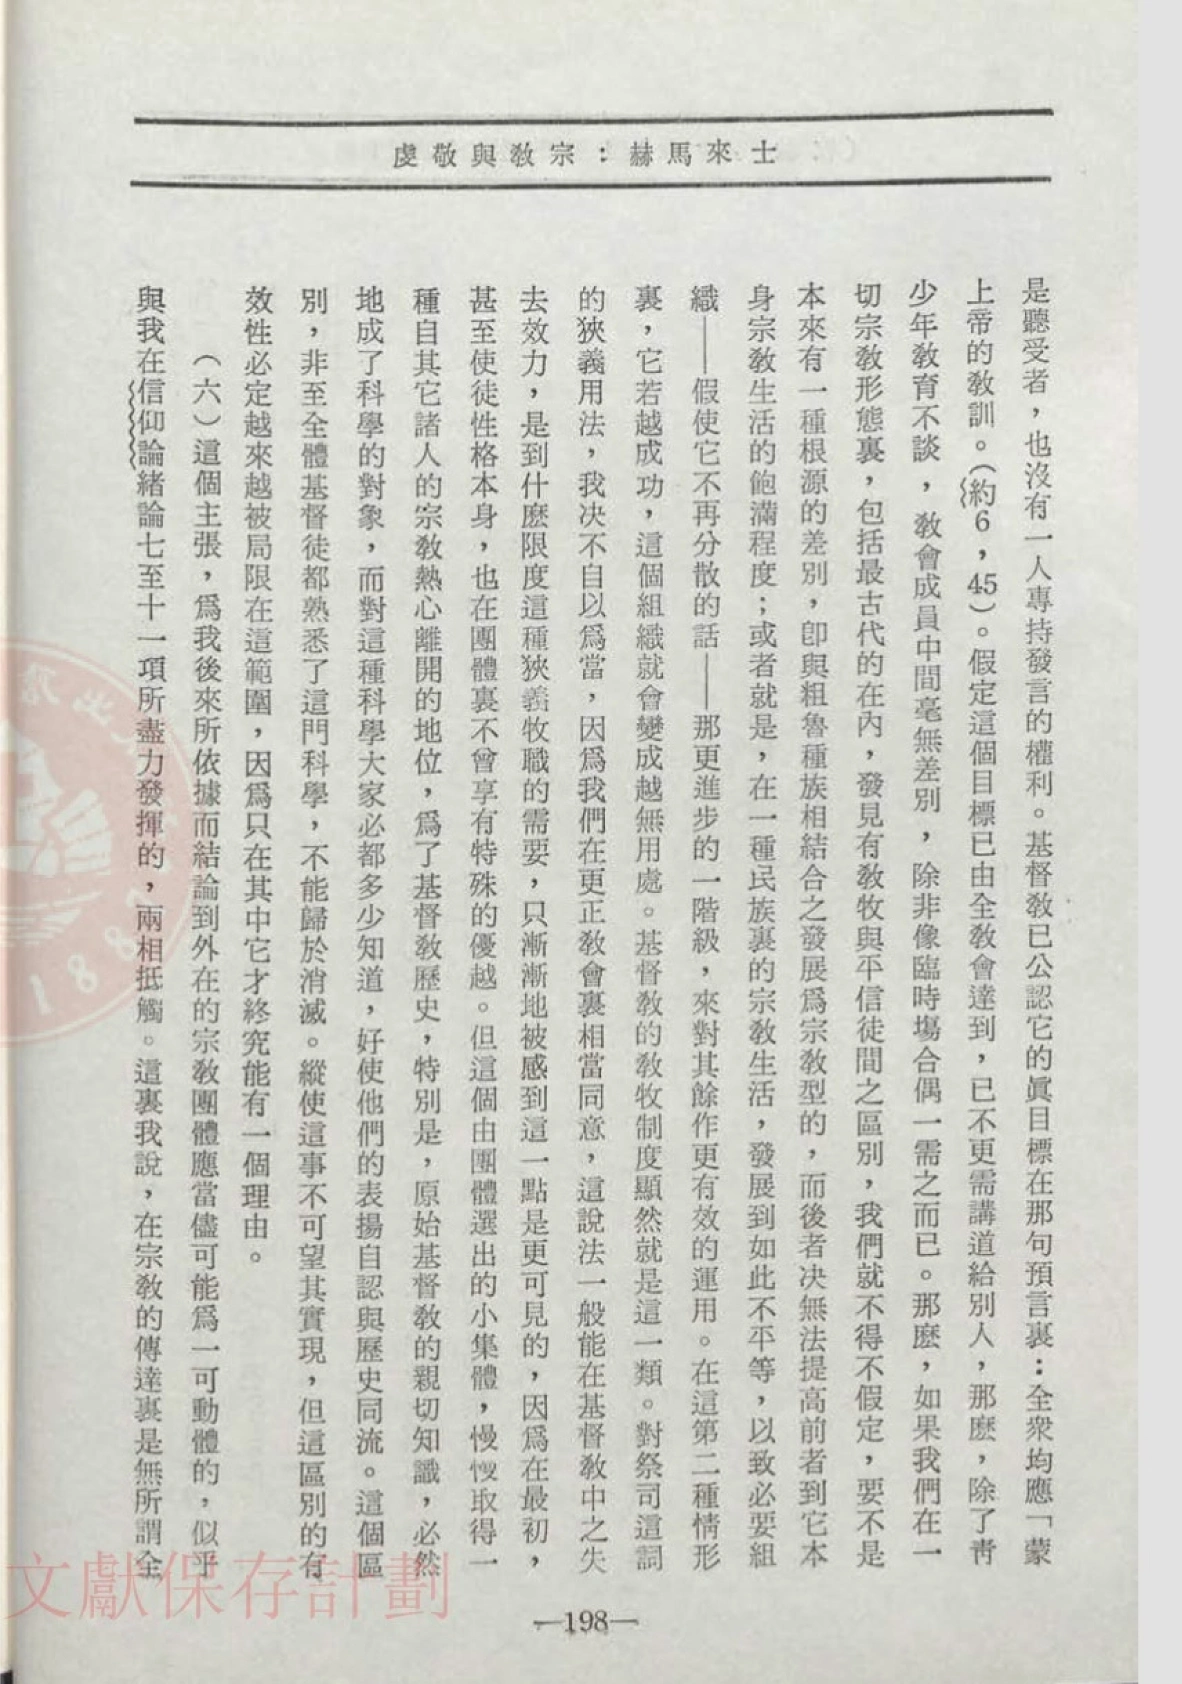 士來馬赫：宗教與敬虔
是聽受者，也沒有一人專持發言的權利。基督教已公認它的眞目標在那句預言裏：全衆均應「蒙
上帝的教訓。（約6，45）。假定這個目標已由全教會達到，已不更需講道給別人，那麽，除了青
少年教育不談，教會成員中間毫無差別，除非像臨時塲合偶一需之而已。那麽，如果我們在一
切宗教形態裏，包括最古代的在內，發見有教牧與平信徒間之區別，我們就不得不假定，要不是
本來有一種根源的差別，卽與粗魯種族相結合之發展爲宗教型的，而後者决無法提高前者到它本
身宗教生活的飽滿程度；或者就是，在一種民族裏的宗教生活，發展到如此不平等，以致必要組
織——假使它不再分散的話——那更進步的一階級，來對其餘作更有效的運用。在這第二種情形
裏，它若越成功，這個組織就會變成越無用處。基督教的教牧制度顯然就是這一類。對祭司這詞
的狹義用法，我决不自以爲當，因爲我們在更正教會裏相當同意，這說法一般能在基督教中之失
去效力，是到什麽限度這種狹義牧職的需要，只漸漸地被感到這一點是更可見的，因爲在最初，
甚至使徒性格本身，也在團體裏不曾享有特殊的優越。但這個由團體選出的小集體，慢慢取得一
種自其它諸人的宗教熱心離開的地位，爲了基督教歷史，特別是，原始基督教的親切知識，必然
地成了科學的對象，而對這種科學大家必都多少知道，好使他們的表揚自認與歷史同流。這個區
別，非至全體基督徒都熟悉了這門科學，不能歸於消滅。縱使這事不可望其實現，但這區別的有
效性必定越來越被局限在這範圍，因爲只在其中它才終究能有一個理由。
（六）這個主張，爲我後來所依據而結論到外在的宗教團體應當儘可能爲一可動體的，似乎
與我在信仰論緒論七至十一項所盡力發揮的，兩相抵觸。這裏我說，在宗教的傳達裏是無所謂全
—198—
文獻保存計劃
188